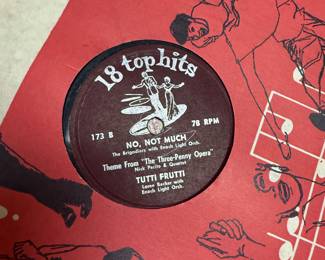 18 top hits
173 B
78 RPM
NO, NOT MUCH
The Brigadiers with Enoch Light Orch.
Theme From "The Three-Penny Opera"
Nick Perito & Quartet
TUTTI FRUTTI
Loren Becker with
Enoch Light Orch.